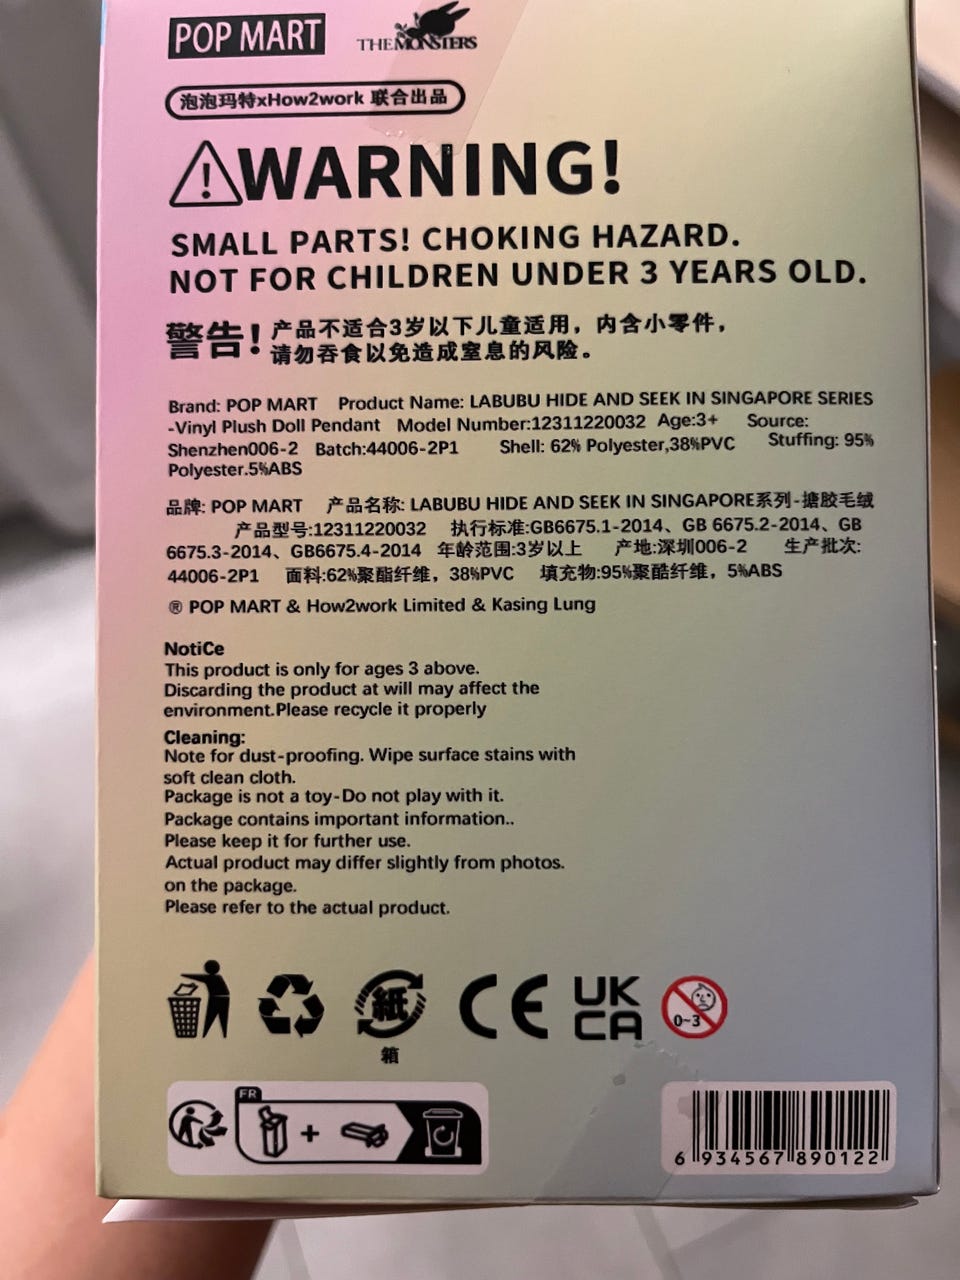 POP MART
THE MONSTERS
泡泡玛特xHow2work 联合出品
WARNING!
SMALL PARTS! CHOKING HAZARD.
NOT FOR CHILDREN UNDER 3 YEARS OLD.
警告! 产品不适合3岁以下儿童适用，内含小零件，
请勿吞食以免造成窒息的风险。
Brand: POP MART Product Name: LABUBU HIDE AND SEEK IN SINGAPORE SERIES
-Vinyl Plush Doll Pendant Model Number:12311220032 Age:3+ Source:
Shenzhen006-2 Batch:44006-2P1 Shell: 62% Polyester,38%PVC Stuffing: 95%
Polyester.5%ABS
品牌: POP MART 产品名称: LABUBU HIDE AND SEEK IN SINGAPORE系列-搪胶毛绒
产品型号:12311220032 执行标准:GB6675.1-2014、GB 6675.2-2014、GB
6675.3-2014、GB6675.4-2014 年龄范围:3岁以上 产地:深圳006-2 生产批次:
44006-2P1 面料:62%聚酯纤维，38%PVC 填充物:95%聚酷纤维，5%ABS
® POP MART & How2work Limited & Kasing Lung
NotiCe
This product is only for ages 3 above.
Discarding the product at will may affect the
environment.Please recycle it properly
Cleaning:
Note for dust-proofing. Wipe surface stains with
soft clean cloth.
Package is not a toy-Do not play with it.
Package contains important information..
Please keep it for further use.
Actual product may differ slightly from photos.
on the package.
Please refer to the actual product.
紙
箱
CE
UK
CA
0~3
FR
+
6 934567 890122